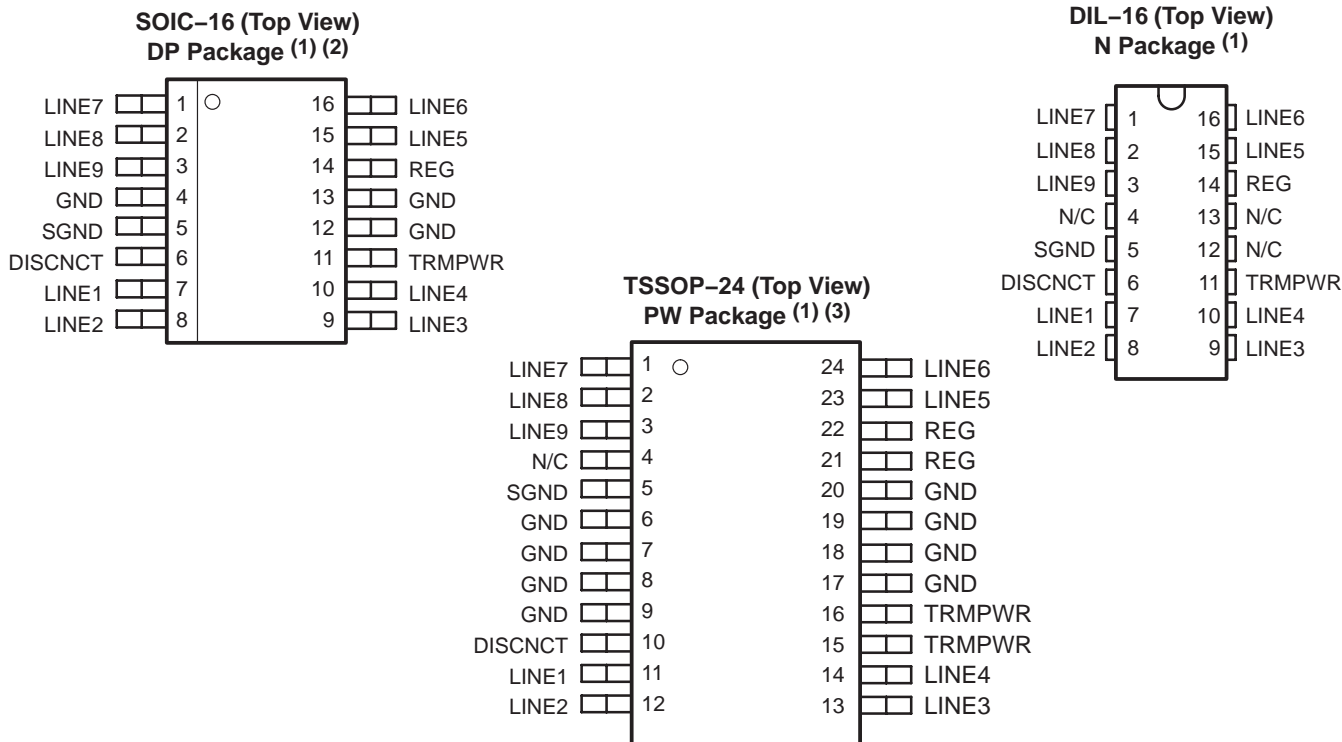 SOIC–16 (Top View)
DP Package (1) (2)
LINE7 1 16 LINE6
LINE8 2 15 LINE5
LINE9 3 14 REG
GND 4 13 GND
SGND 5 12 GND
DISCNCT 6 11 TRMPWR
LINE1 7 10 LINE4
LINE2 8 9 LINE3
DIL–16 (Top View)
N Package (1)
LINE7 1 16 LINE6
LINE8 2 15 LINE5
LINE9 3 14 REG
N/C 4 13 N/C
SGND 5 12 N/C
DISCNCT 6 11 TRMPWR
LINE1 7 10 LINE4
LINE2 8 9 LINE3
TSSOP–24 (Top View)
PW Package (1) (3)
LINE7 1 24 LINE6
LINE8 2 23 LINE5
LINE9 3 22 REG
N/C 4 21 REG
SGND 5 20 GND
GND 6 19 GND
GND 7 18 GND
GND 8 17 GND
GND 9 16 TRMPWR
DISCNCT 10 15 TRMPWR
LINE1 11 14 LINE4
LINE2 12 13 LINE3